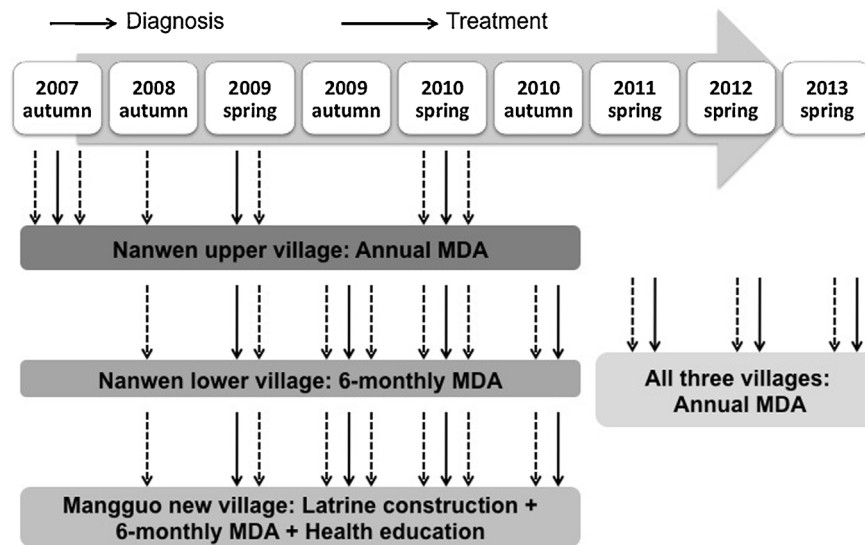 Diagnosis
Treatment
2007
autumn
2008
autumn
2009
spring
2009
autumn
2010
spring
2010
autumn
2011
spring
2012
spring
2013
spring
Nanwen upper village: Annual MDA
Nanwen lower village: 6-monthly MDA
All three villages:
Annual MDA
Mangguo new village: Latrine construction +
6-monthly MDA + Health education